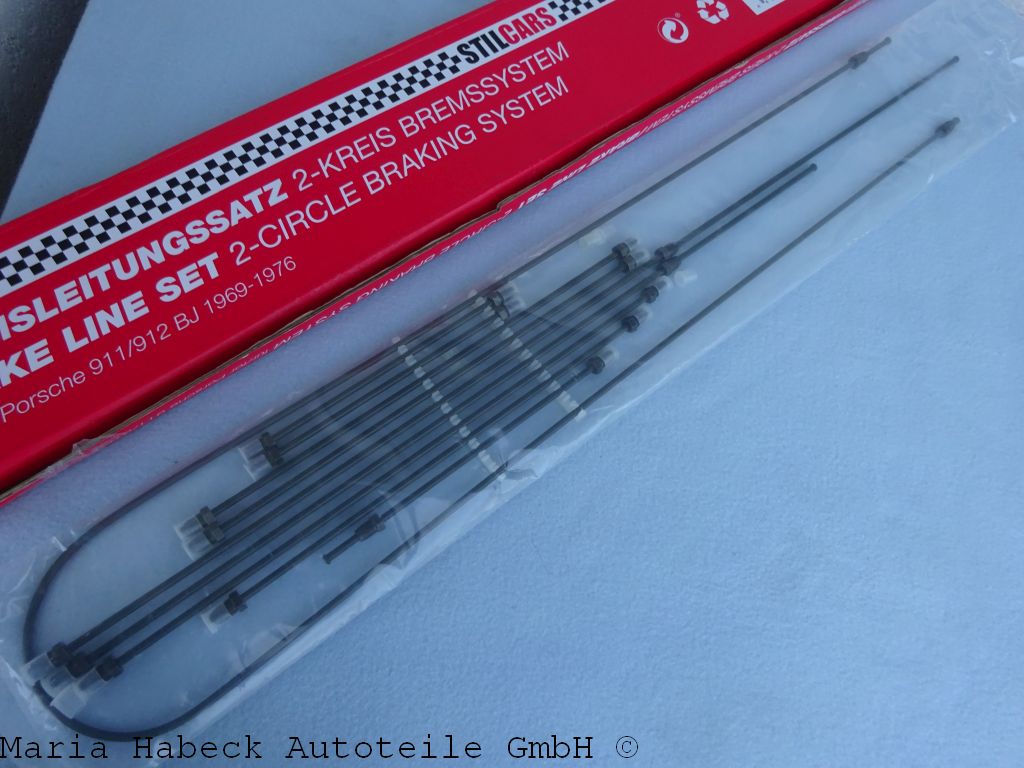 STILCARS
SLEITUNGSSATZ 2-KREIS BREMSSYSTEM
KE LINE SET 2-CIRCLE BRAKING SYSTEM
Porsche 911/912 BJ 1969-1976
Maria Habeck Autoteile GmbH ©